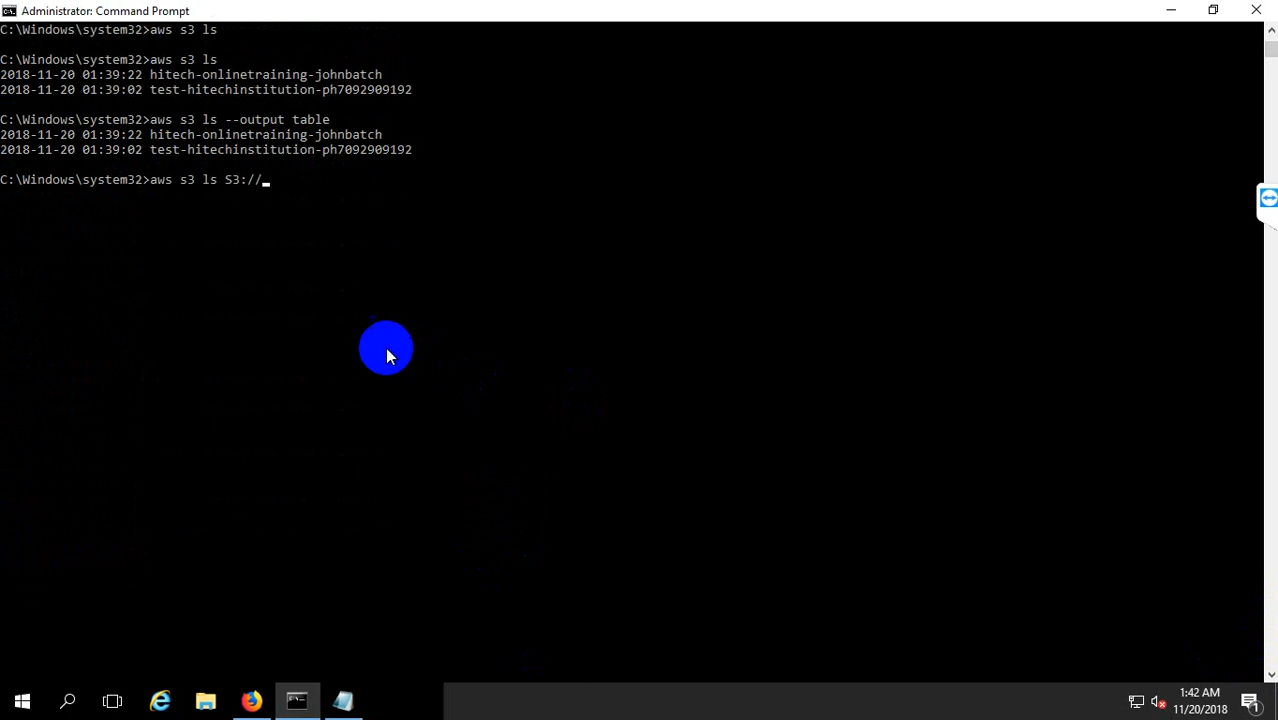 Administrator: Command Prompt
C:\Windows\system32>aws s3 ls
C:\Windows\system32>aws s3 ls
2018-11-20 01:39:22 hitech-onlinetraining-johnbatch
2018-11-20 01:39:02 test-hitechinstitution-ph7092909192
C:\Windows\system32>aws s3 ls --output table
2018-11-20 01:39:22 hitech-onlinetraining-johnbatch
2018-11-20 01:39:02 test-hitechinstitution-ph7092909192
C:\Windows\system32>aws s3 ls S3://
1:42 AM
11/20/2018
1